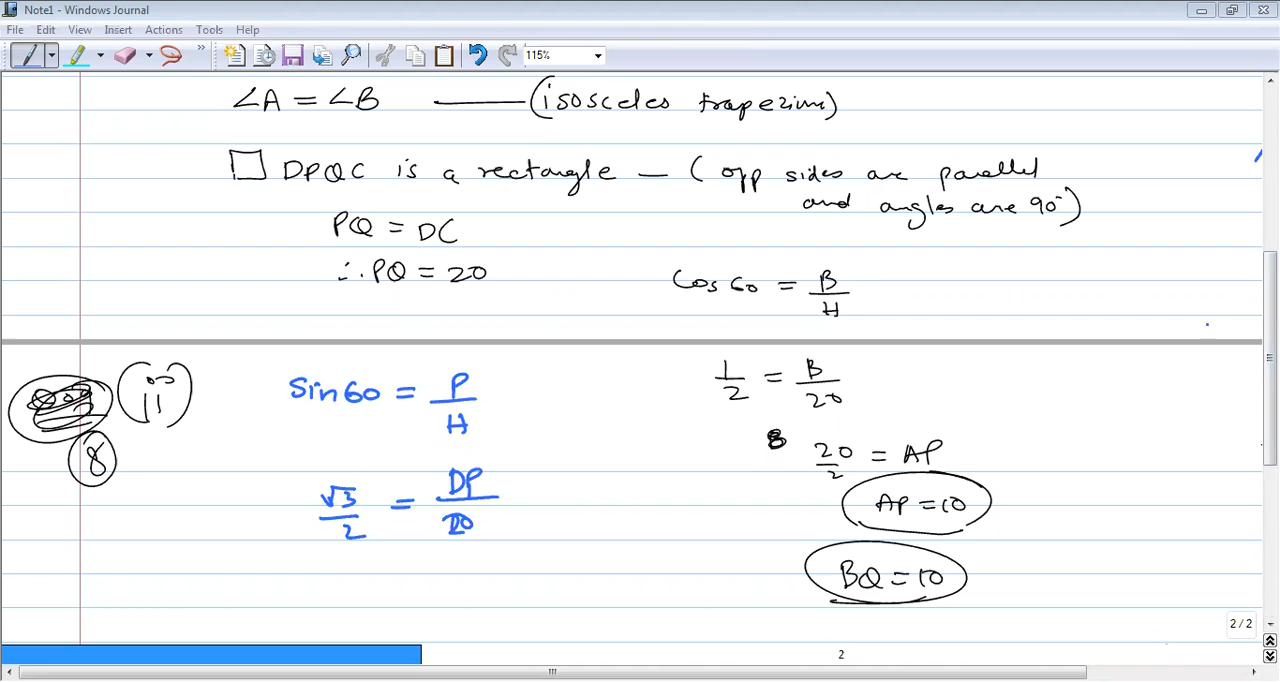 Note1 - Windows Journal
File Edit View Insert Actions Tools Help
115%
∠A = ∠B —— (isosceles trapezium)
□ DPQC is a rectangle — ( opp sides are parallel
and angles are 90°)
PQ = DC
∴ PQ = 20
Cos 60 = B/H
Sin 60 = P/H
1/2 = B/20
8
20/2 = AP
√3/2 = DP/20
AP = 10
BQ = 10
2 / 2
2